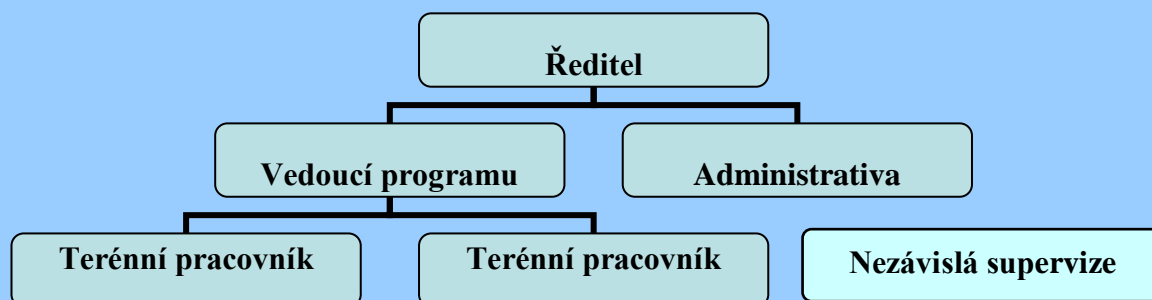 Ředitel
Vedoucí programu
Administrativa
Terénní pracovník
Terénní pracovník
Nezávislá supervize